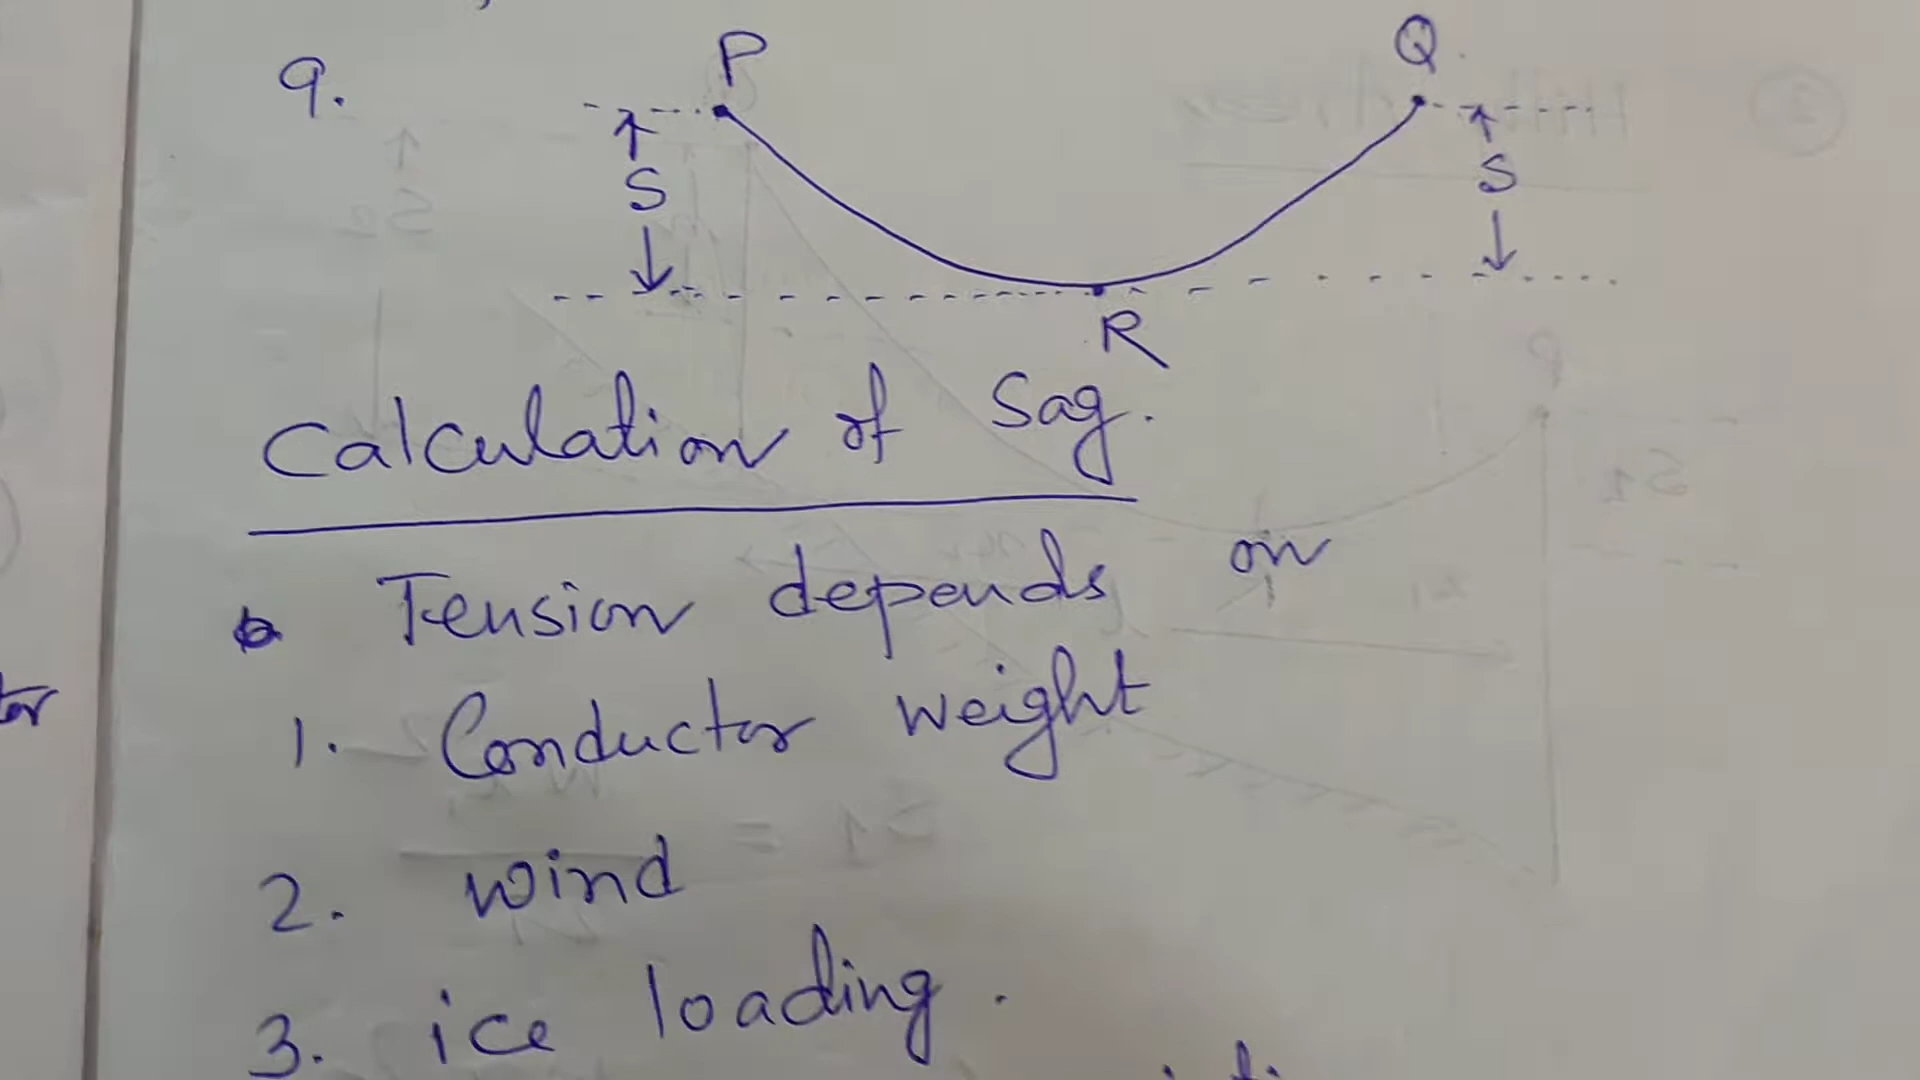 9.
P Q.
S S
R
Calculation of Sag.
Tension depends on
1. Conductor weight
2. wind
3. ice loading.